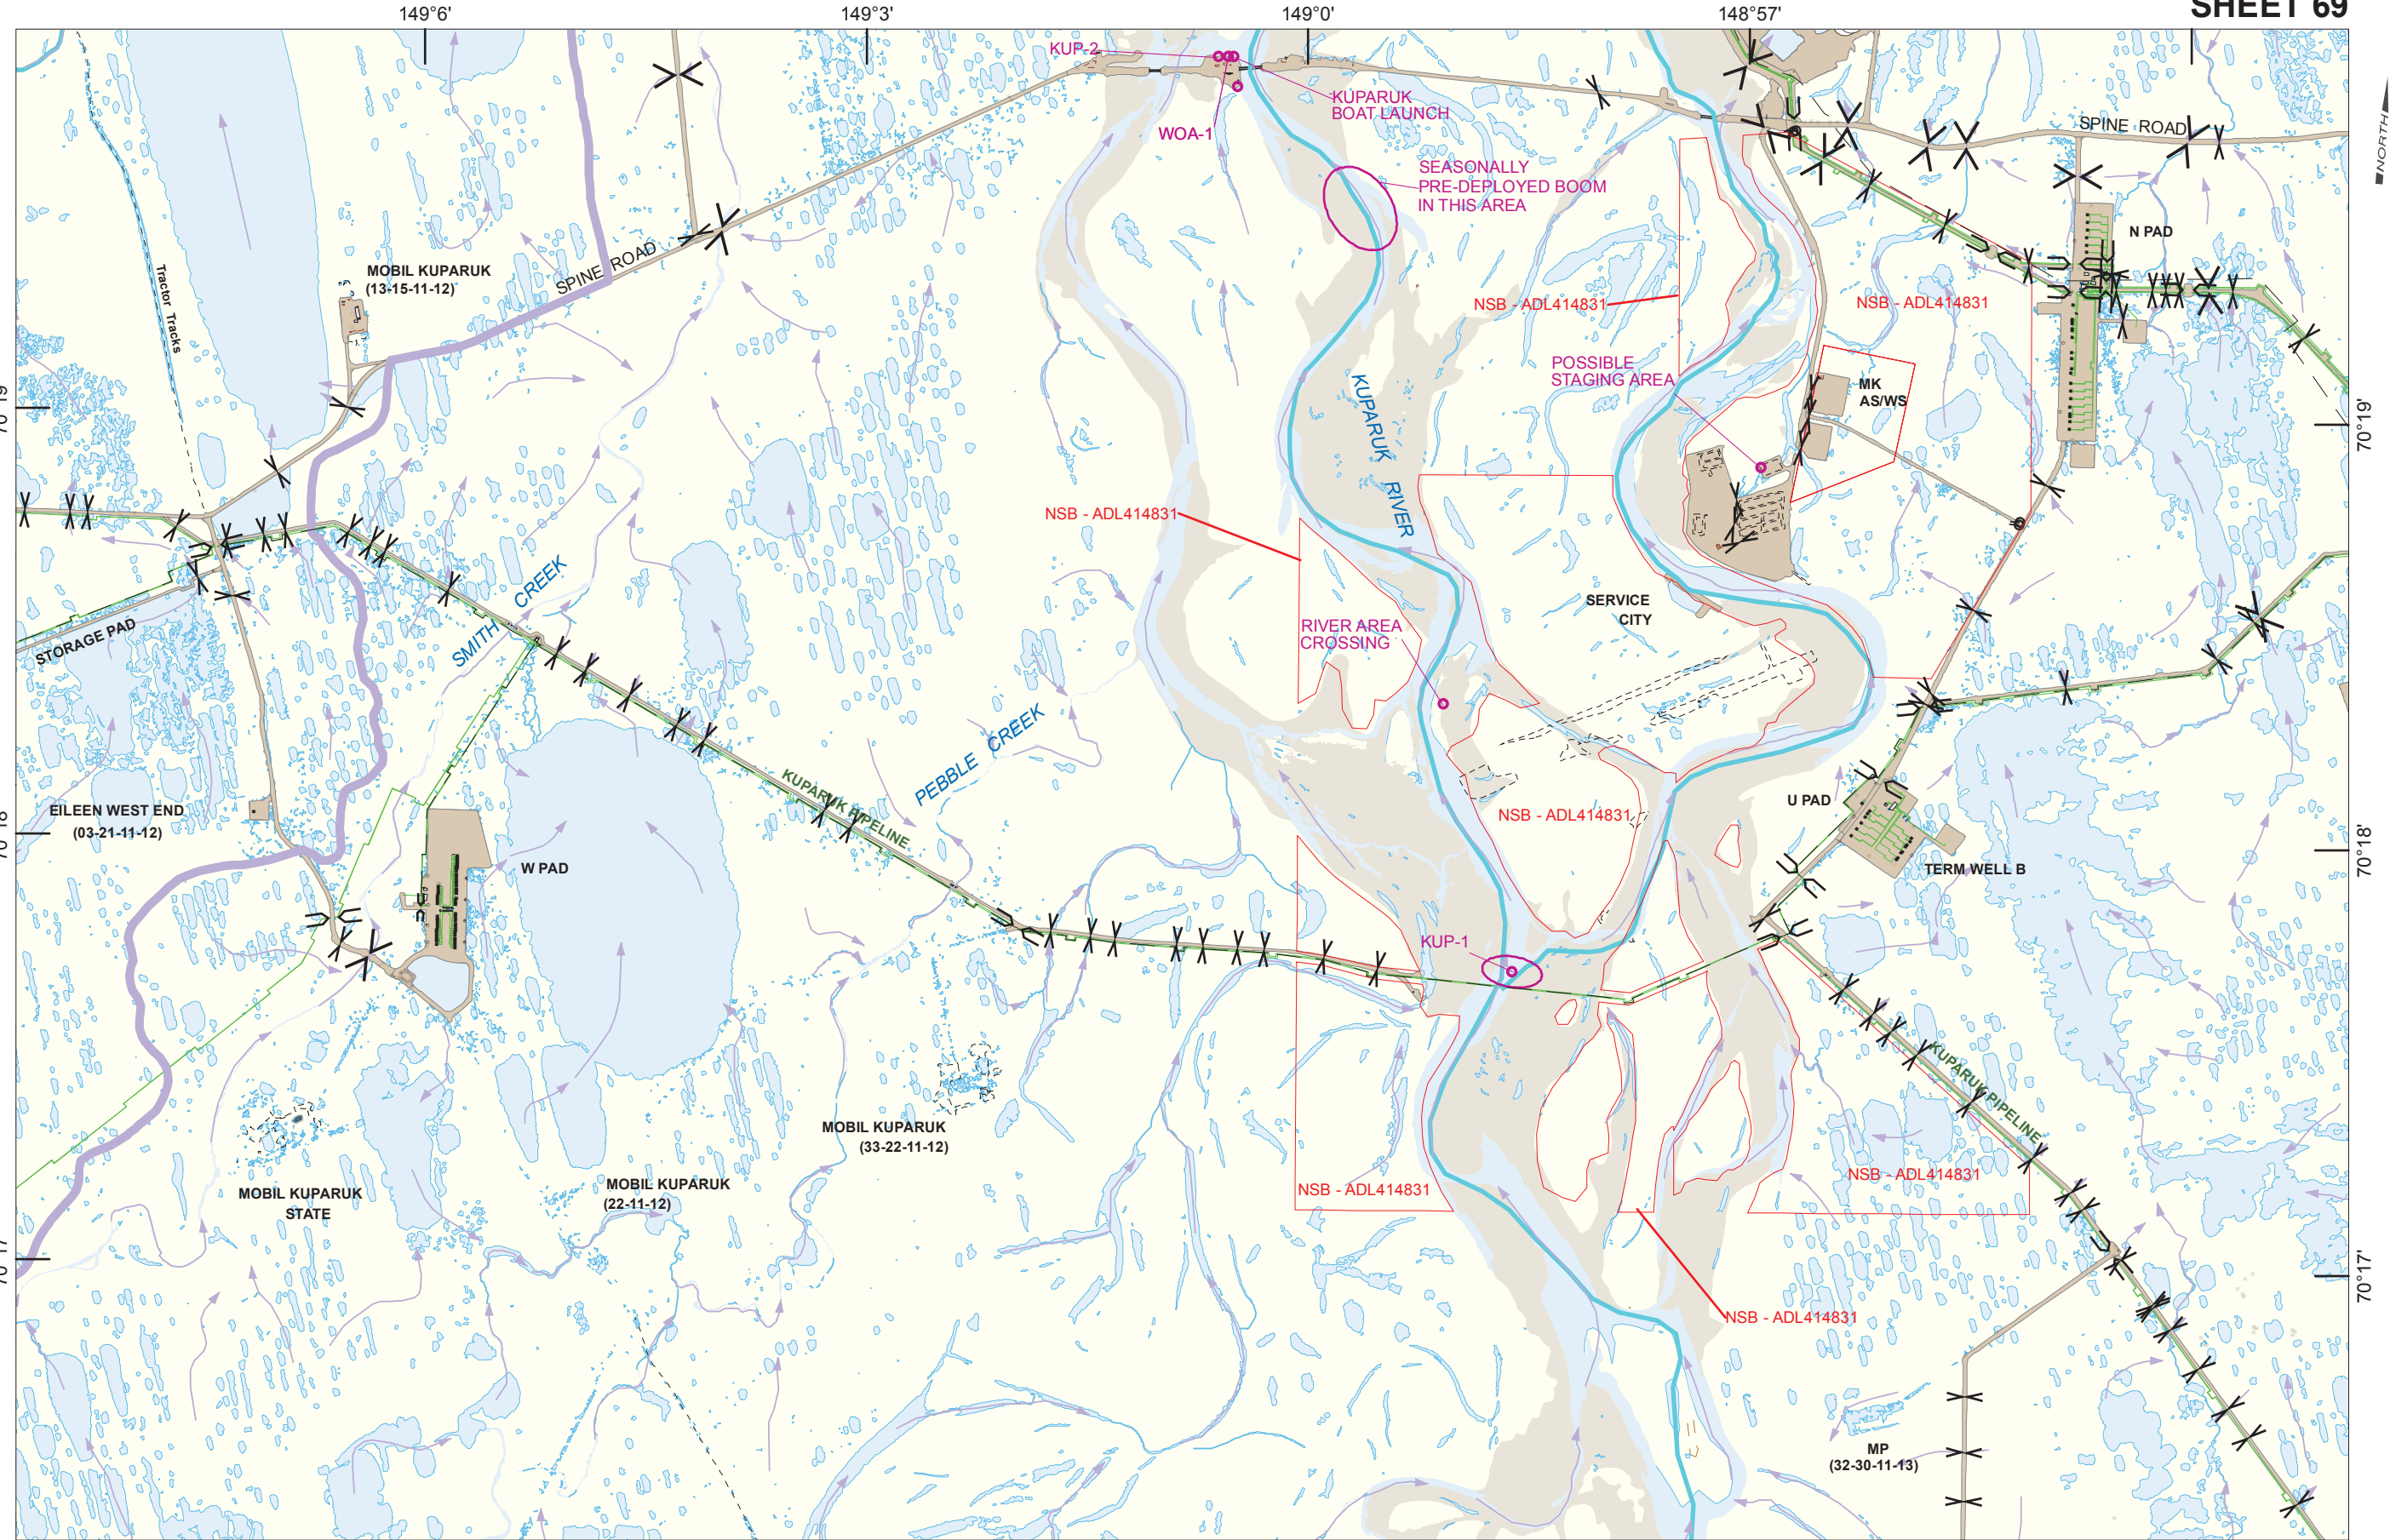 SHEET 69
149°6'
149°3'
149°0'
148°57'
NORTH
KUP-2
KUPARUK
BOAT LAUNCH
WOA-1
SPINE ROAD
SEASONALLY
PRE-DEPLOYED BOOM
IN THIS AREA
N PAD
SPINE ROAD
MOBIL KUPARUK
(13-15-11-12)
Tractor Tracks
NSB - ADL414831
NSB - ADL414831
POSSIBLE
STAGING AREA
MK
AS/WS
KUPARUK RIVER
70°19'
NSB - ADL414831
SMITH CREEK
STORAGE PAD
SERVICE
CITY
RIVER AREA
CROSSING
PEBBLE CREEK
KUPARUK PIPELINE
EILEEN WEST END
(03-21-11-12)
U PAD
NSB - ADL414831
70°18'
W PAD
TERM WELL B
KUP-1
KUPARUK PIPELINE
MOBIL KUPARUK
(33-22-11-12)
MOBIL KUPARUK
STATE
MOBIL KUPARUK
(22-11-12)
NSB - ADL414831
NSB - ADL414831
70°17'
NSB - ADL414831
MP
(32-30-11-13)